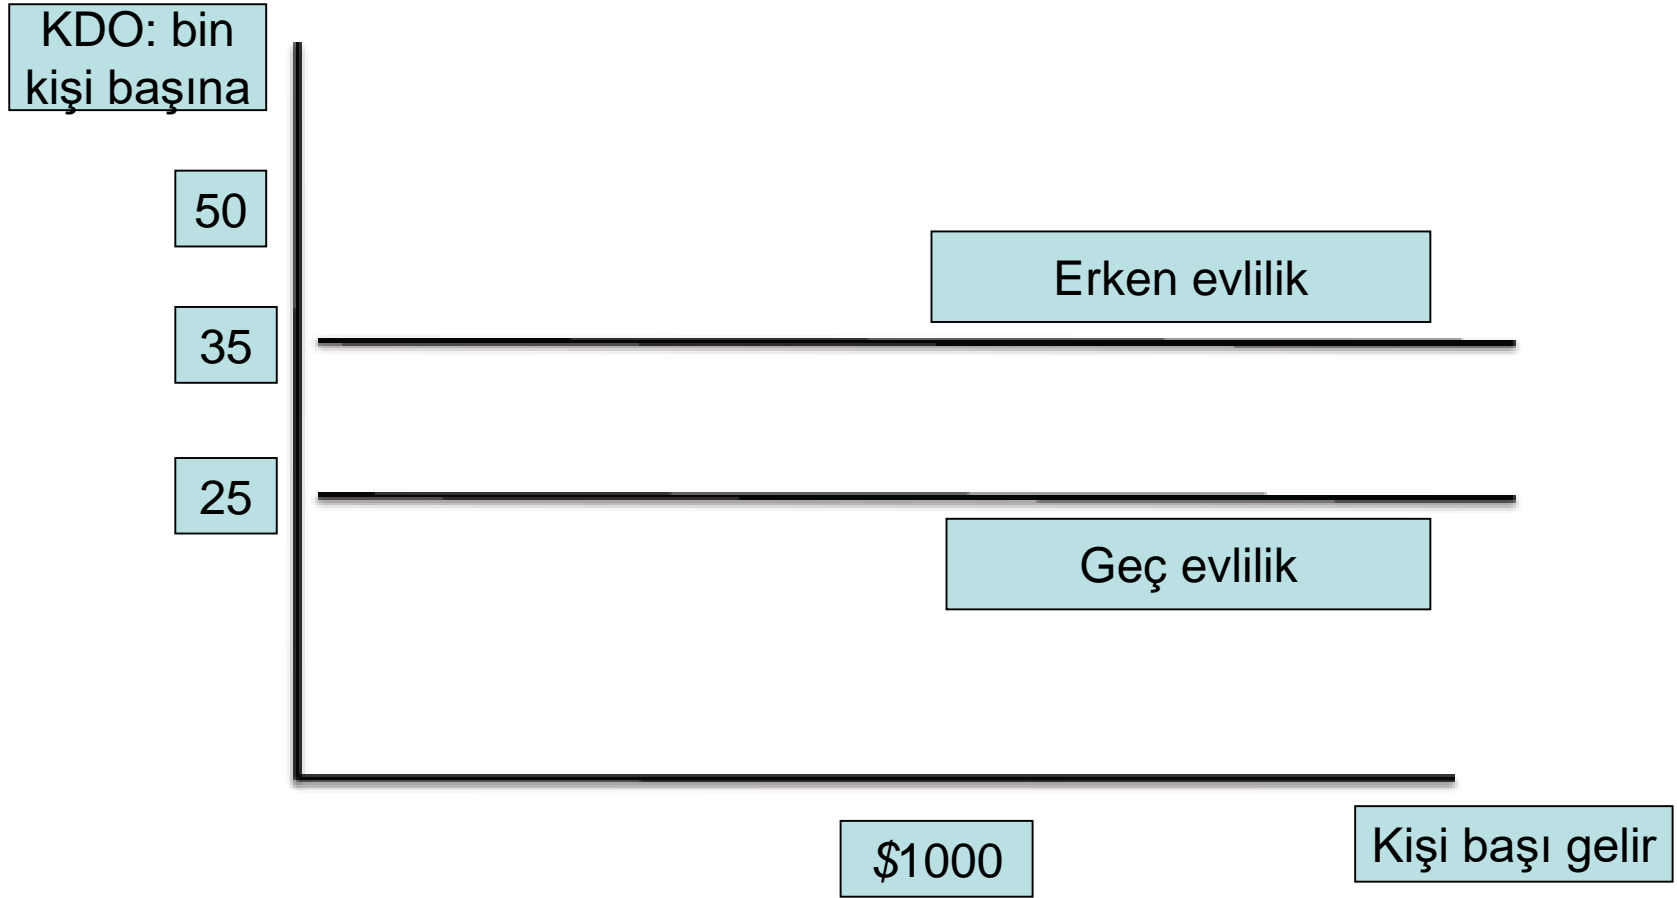 KDO: bin
kişi başına
50
Erken evlilik
35
25
Geç evlilik
$1000
Kişi başı gelir